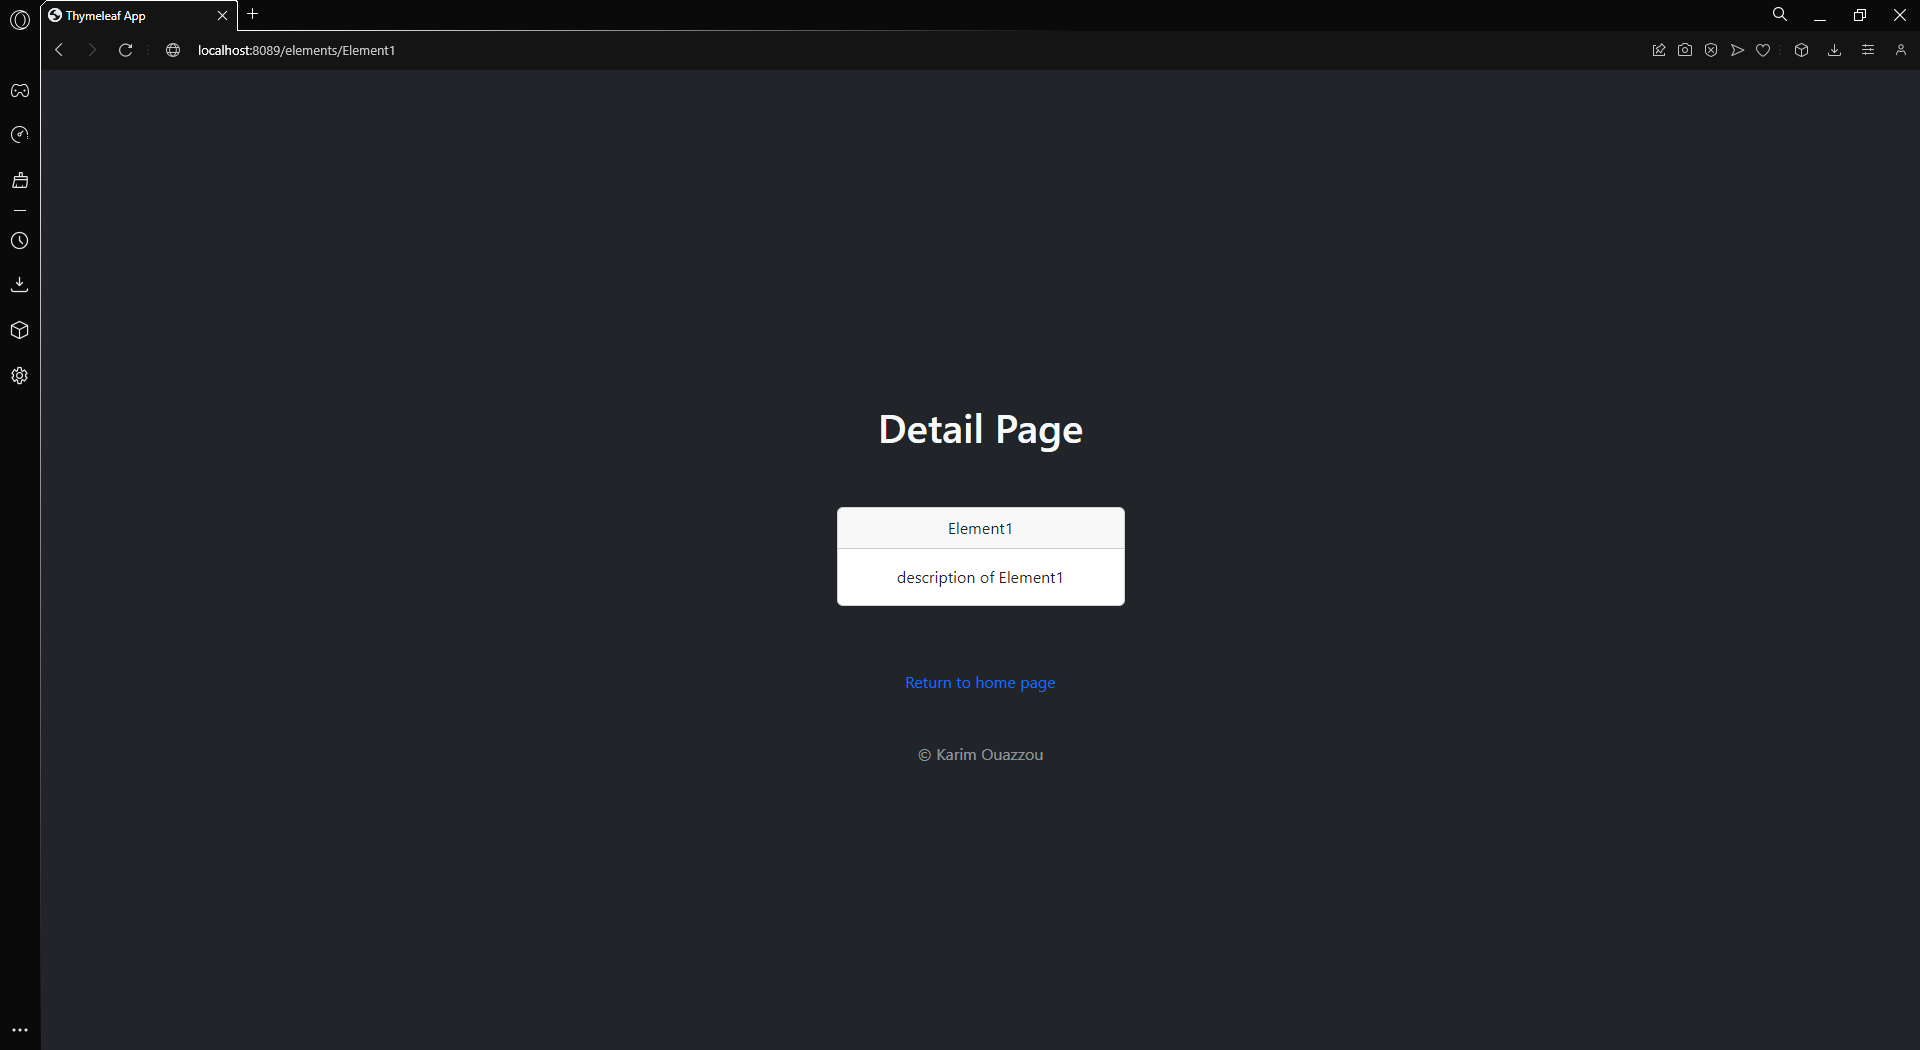 Thymeleaf App
localhost:8089/elements/Element1
Detail Page
Element1
description of Element1
Return to home page
© Karim Ouazzou